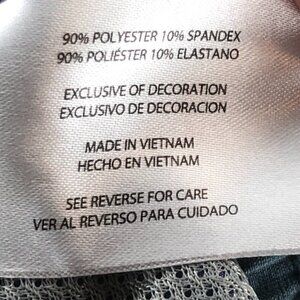 90% POLYESTER 10% SPANDEX
90% POLIÉSTER 10% ELASTANO
EXCLUSIVE OF DECORATION
EXCLUSIVO DE DECORACION
MADE IN VIETNAM
HECHO EN VIETNAM
SEE REVERSE FOR CARE
VER AL REVERSO PARA CUIDADO